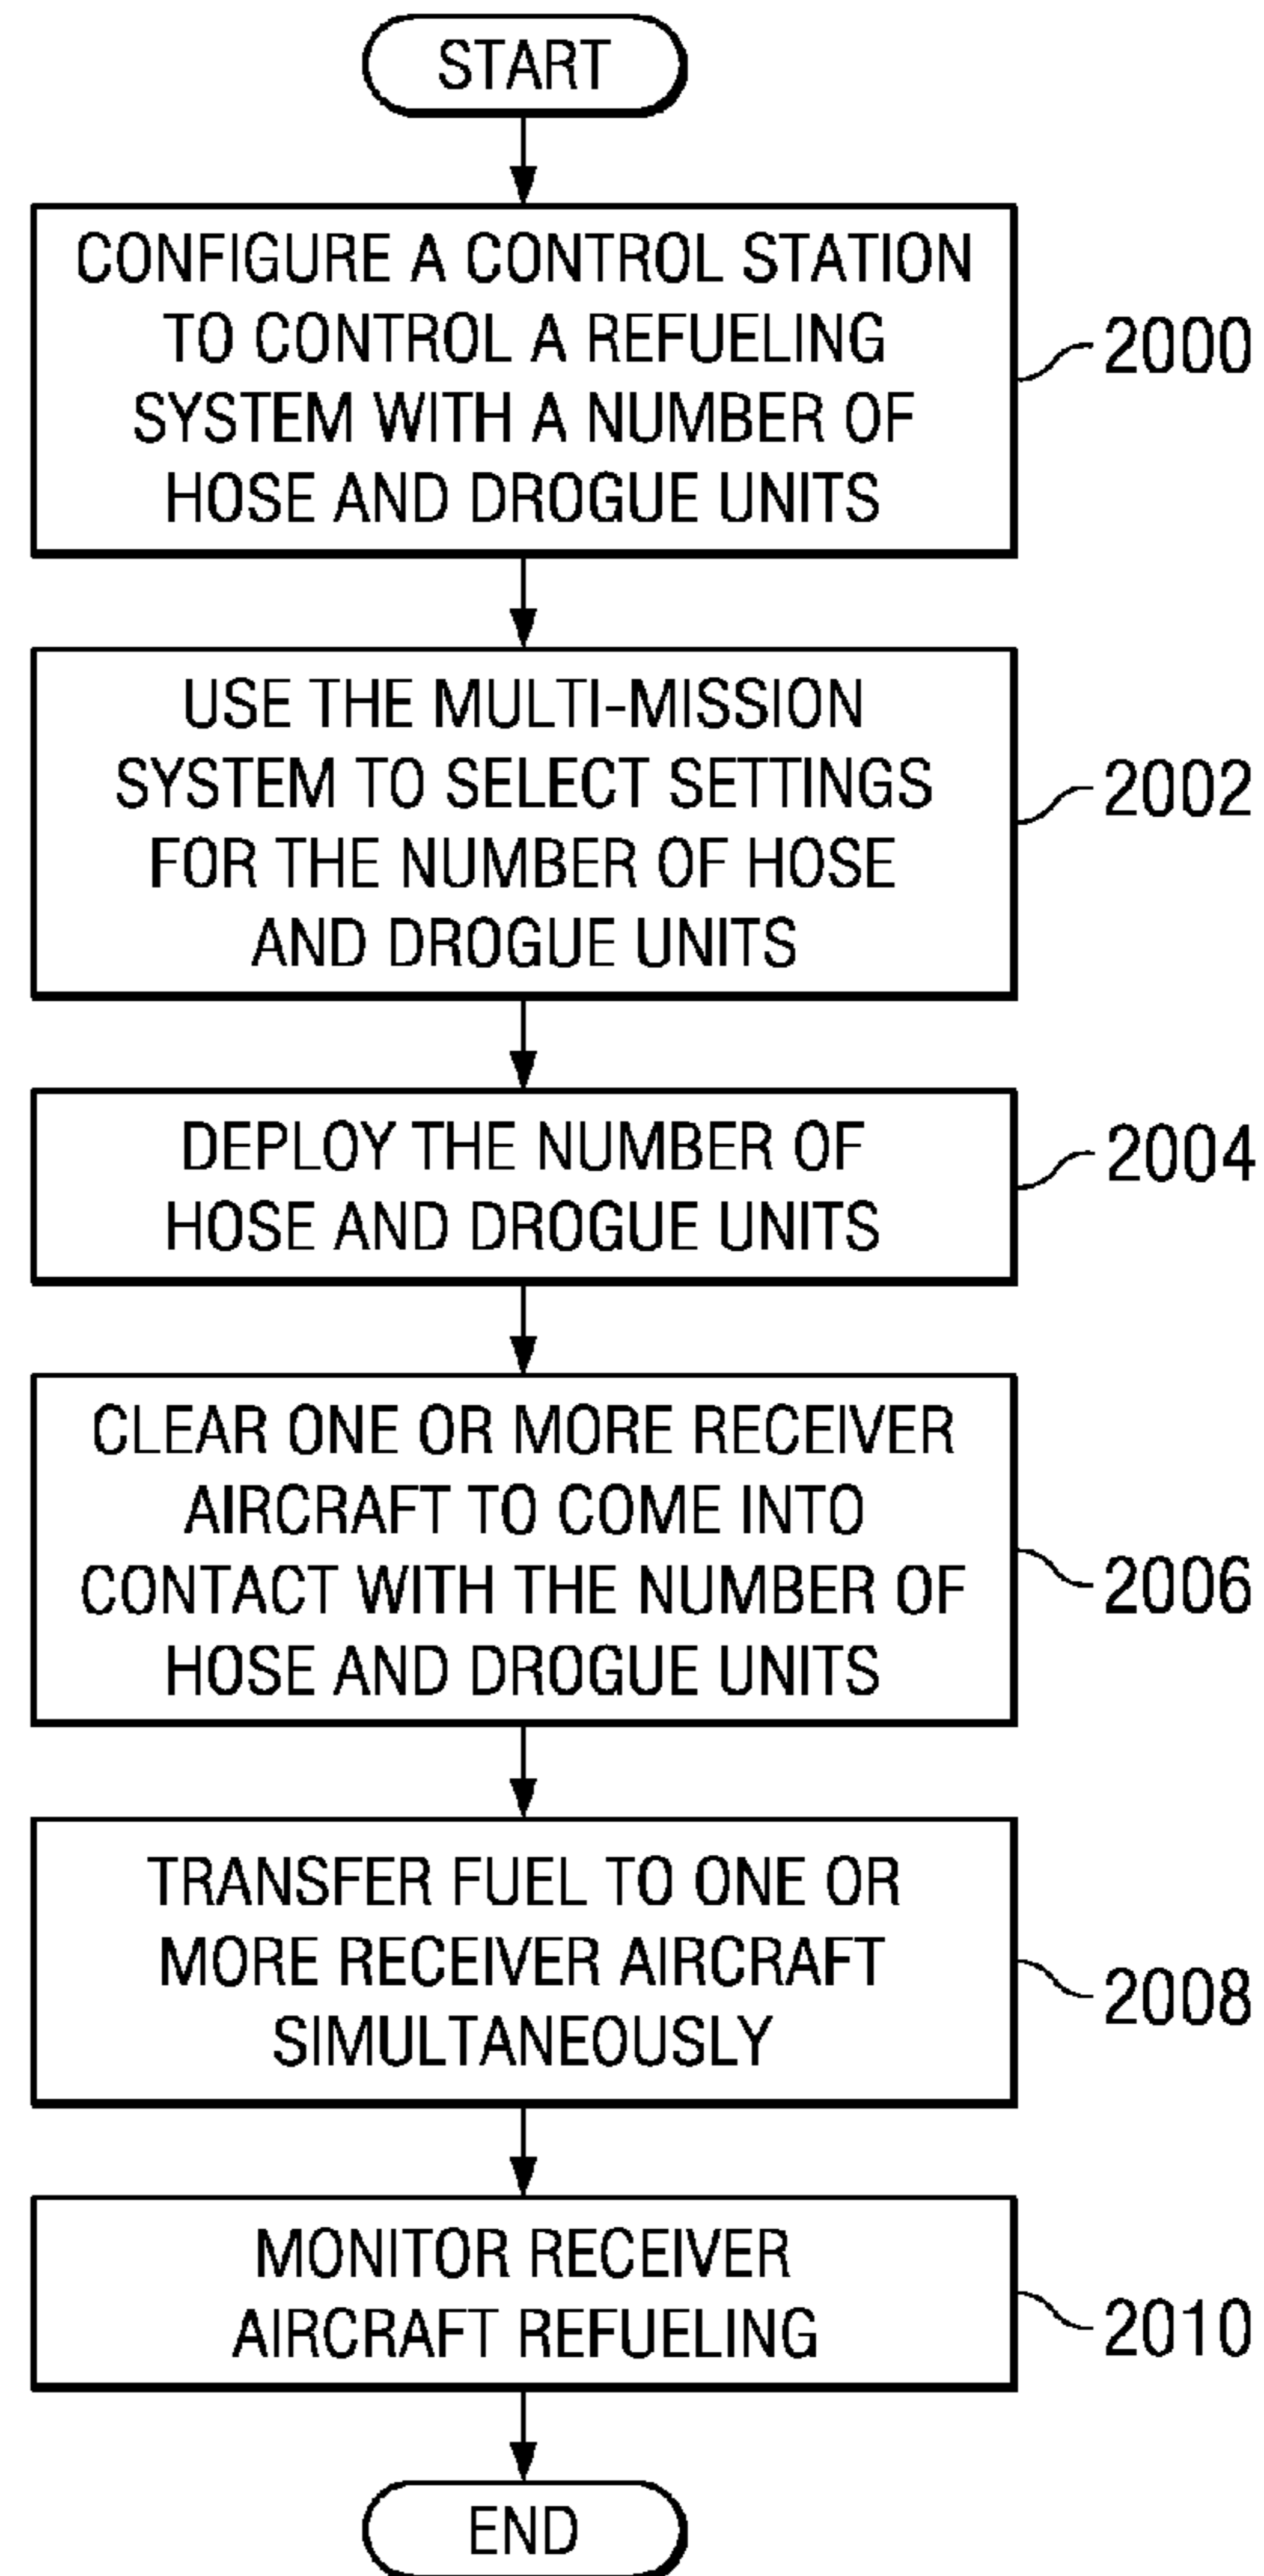 START
CONFIGURE A CONTROL STATION
TO CONTROL A REFUELING
SYSTEM WITH A NUMBER OF
HOSE AND DROGUE UNITS
2000
USE THE MULTI-MISSION
SYSTEM TO SELECT SETTINGS
FOR THE NUMBER OF HOSE
AND DROGUE UNITS
2002
DEPLOY THE NUMBER OF
HOSE AND DROGUE UNITS
2004
CLEAR ONE OR MORE RECEIVER
AIRCRAFT TO COME INTO
CONTACT WITH THE NUMBER OF
HOSE AND DROGUE UNITS
2006
TRANSFER FUEL TO ONE OR
MORE RECEIVER AIRCRAFT
SIMULTANEOUSLY
2008
MONITOR RECEIVER
AIRCRAFT REFUELING
2010
END